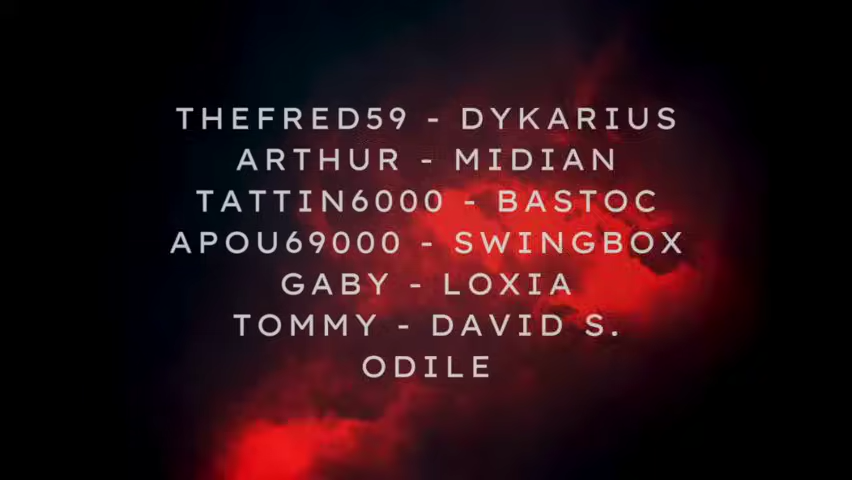 THEFRED59 - DYKARIUS
ARTHUR - MIDIAN
TATTIN6000 - BASTOC
APOU69000 - SWINGBOX
GABY - LOXIA
TOMMY - DAVID S.
ODILE